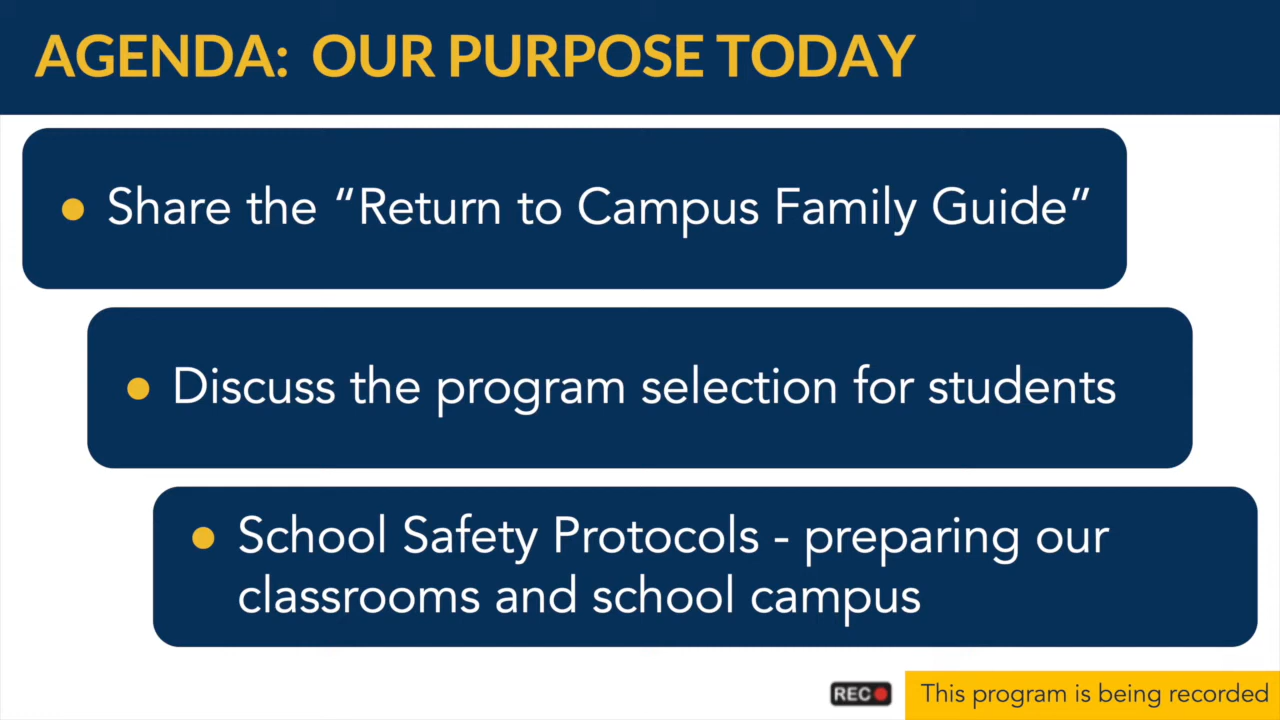 AGENDA: OUR PURPOSE TODAY
● Share the “Return to Campus Family Guide”
● Discuss the program selection for students
● School Safety Protocols - preparing our
classrooms and school campus
REC
This program is being recorded